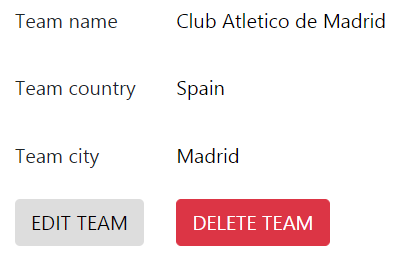 Team name Club Atletico de Madrid
Team country Spain
Team city Madrid
EDIT TEAM DELETE TEAM